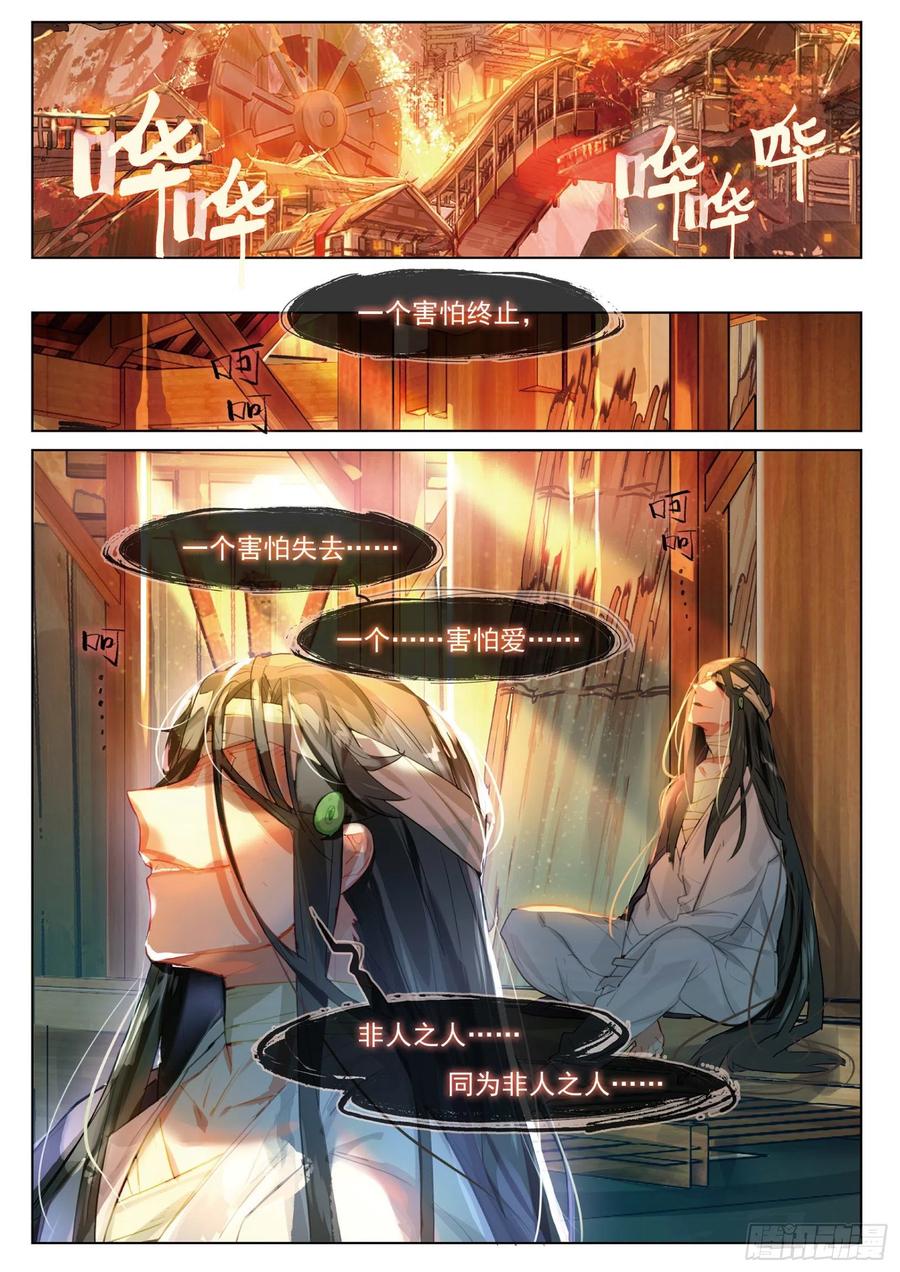 哗
哗
哗
哗
哗
一个害怕终止，
呵
呵
一个害怕失去……
呵
呵……
一个……害怕爱……
呵……
非人之人……
同为非人之人……
腾讯动漫